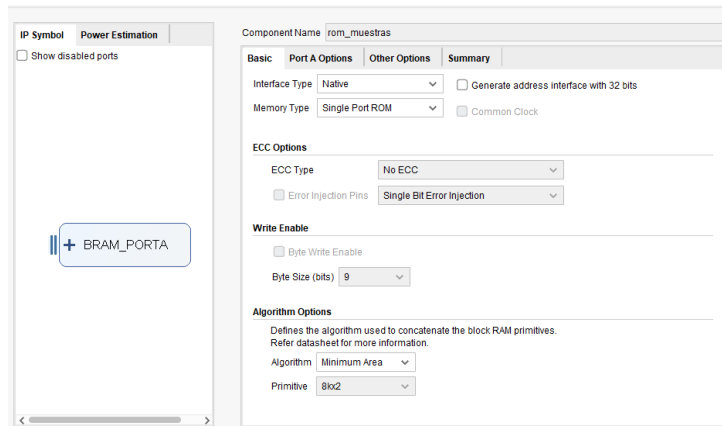 IP Symbol Power Estimation
Show disabled ports
BRAM_PORTA
Component Name rom_muestras
Basic Port A Options Other Options Summary
Interface Type Native Generate address interface with 32 bits
Memory Type Single Port ROM Common Clock
ECC Options
ECC Type No ECC
Error Injection Pins Single Bit Error Injection
Write Enable
Byte Write Enable
Byte Size (bits) 9
Algorithm Options
Defines the algorithm used to concatenate the block RAM primitives.
Refer datasheet for more information.
Algorithm Minimum Area
Primitive 8kx2